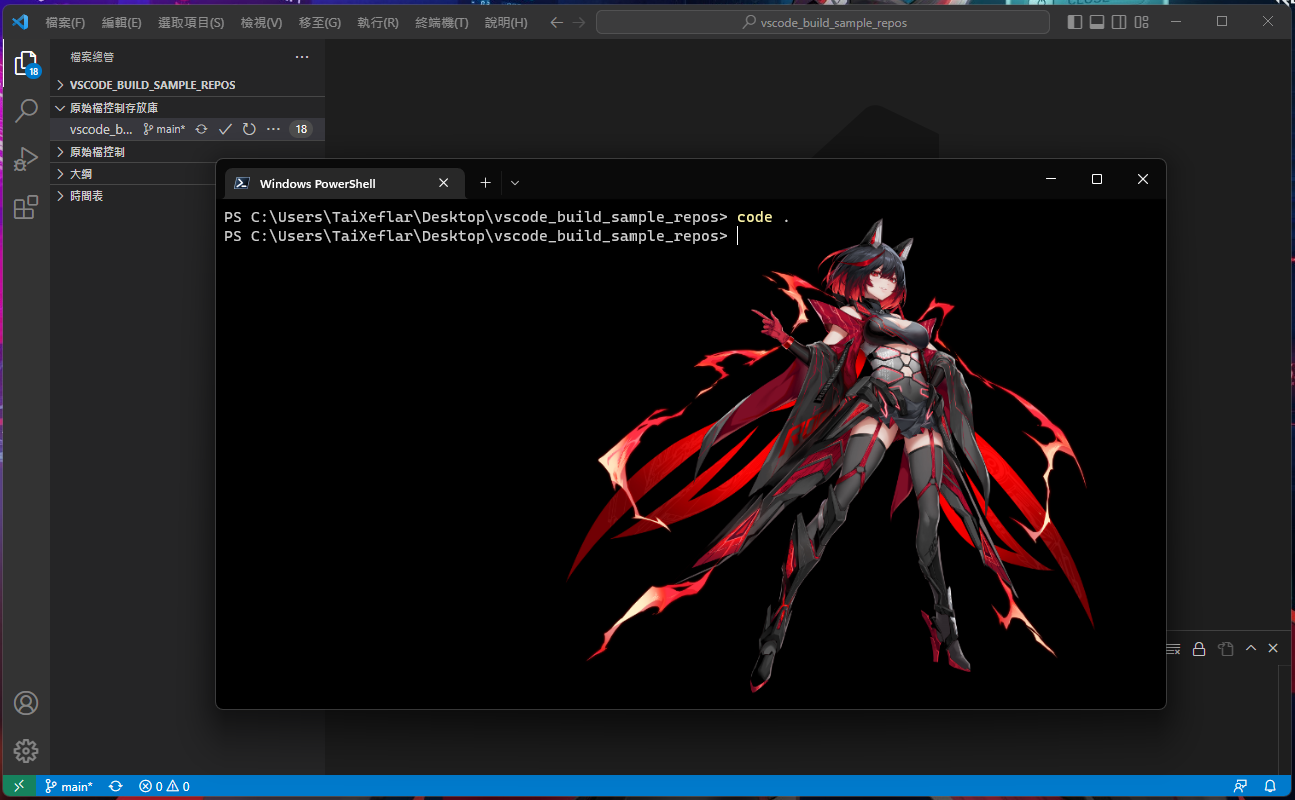 檔案(F) 編輯(E) 選取項目(S) 檢視(V) 移至(G) 執行(R) 終端機(T) 說明(H) vscode_build_sample_repos
檔案總管
18
VSCODE_BUILD_SAMPLE_REPOS
原始檔控制存放庫
vscode_b... main* 18
原始檔控制
大綱
時間表
Windows PowerShell
PS C:\Users\TaiXeflar\Desktop\vscode_build_sample_repos> code .
PS C:\Users\TaiXeflar\Desktop\vscode_build_sample_repos>
main* 0 0